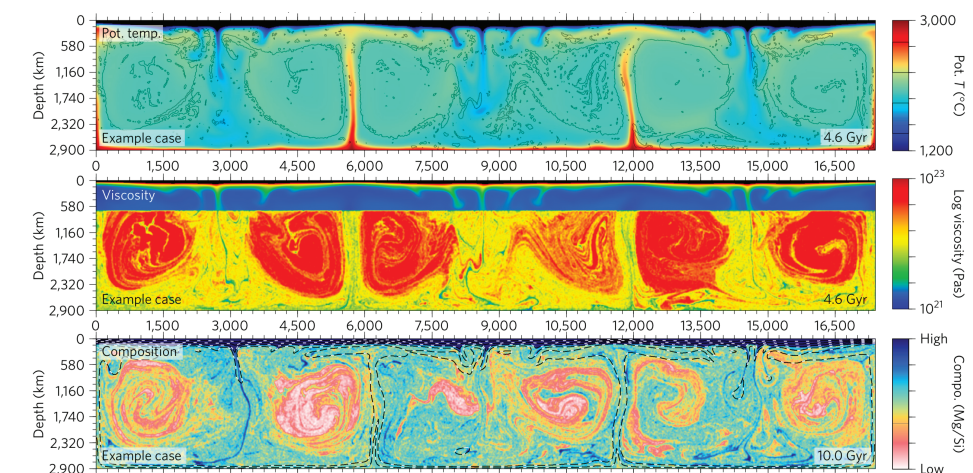 0
580
1,160
1,740
2,320
2,900
Depth (km)
Pot. temp.
Example case
4.6 Gyr
3,000
1,200
Pot. T (°C)
0 1,500 3,000 4,500 6,000 7,500 9,000 10,500 12,000 13,500 15,000 16,500
0
580
1,160
1,740
2,320
2,900
Depth (km)
Viscosity
Example case
4.6 Gyr
10²³
10²¹
Log viscosity (Pas)
0 1,500 3,000 4,500 6,000 7,500 9,000 10,500 12,000 13,500 15,000 16,500
0
580
1,160
1,740
2,320
2,900
Depth (km)
Composition
Example case
10.0 Gyr
High
Low
Compo. (Mg/Si)